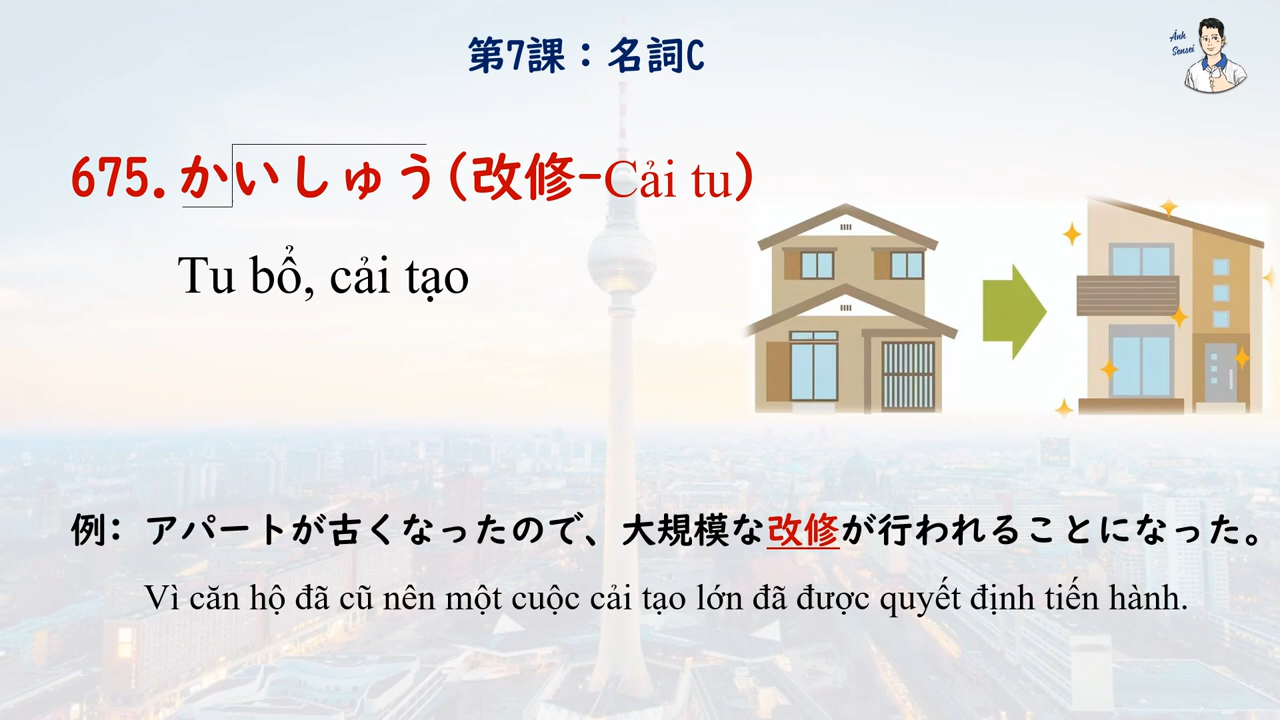 第7課：名詞C
Ánh
Sensei
675.かいしゅう(改修-Cải tu)
Tu bổ, cải tạo
例: アパートが古くなったので、大規模な改修が行われることになった。
Vì căn hộ đã cũ nên một cuộc cải tạo lớn đã được quyết định tiến hành.